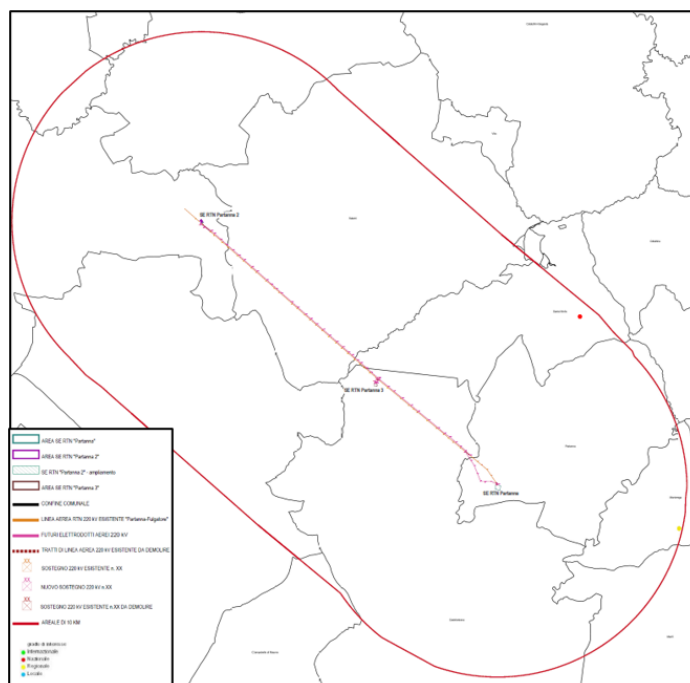 SE RTN Partanna 2
SE RTN Partanna 3
SE RTN Partanna
AREA SE RTN "Partanna"
AREA SE RTN "Partanna 2"
SE RTN "Partanna 2" - ampliamento
AREA SE RTN "Partanna 3"
CONFINE COMUNALE
LINEA AEREA RTN 220 kV ESISTENTE "Partanna-Fulgatore"
FUTURI ELETTRODOTTI AEREI 220 kV
TRATTI DI LINEA AEREA 220 kV ESISTENTE DA DEMOLIRE
SOSTEGNO 220 kV ESISTENTE n. XX
NUOVO SOSTEGNO 220 kV n.XX
SOSTEGNO 220 kV ESISTENTE n.XX DA DEMOLIRE
AREALE DI 10 KM
grado di interesse
Internazionale
Nazionale
Regionale
Locale